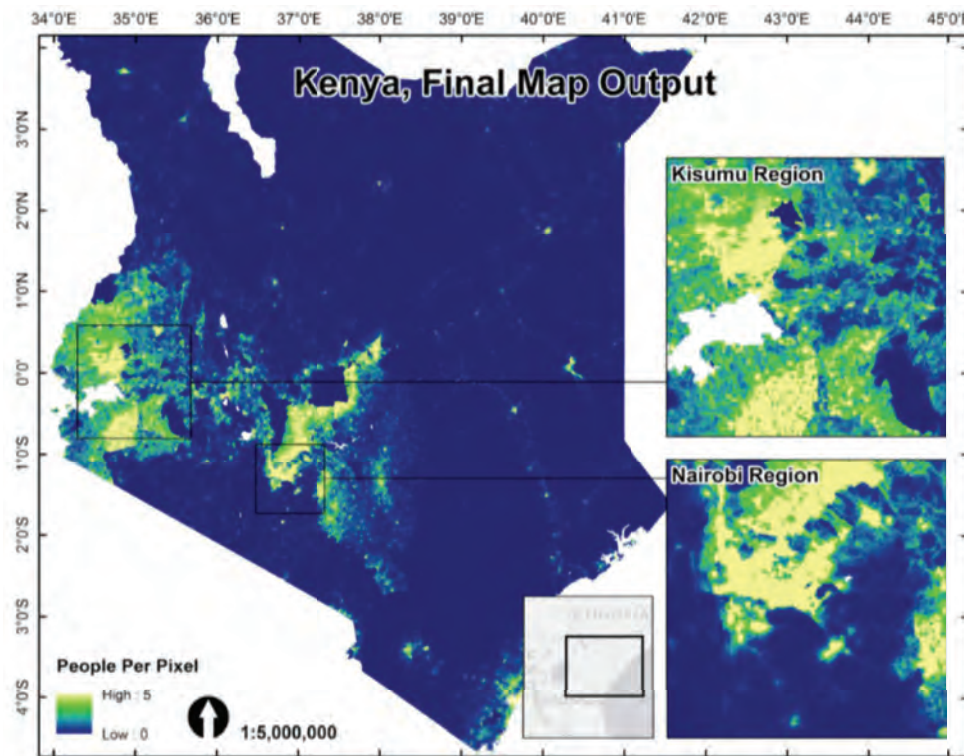 34°0'E 35°0'E 36°0'E 37°0'E 38°0'E 39°0'E 40°0'E 41°0'E 42°0'E 43°0'E 44°0'E 45°0'E
Kenya, Final Map Output
3°0'N
2°0'N
1°0'N
0°0'
1°0'S
2°0'S
3°0'S
4°0'S
Kisumu Region
Nairobi Region
People Per Pixel
High : 5
Low : 0
1:5,000,000
ETHIOPIA